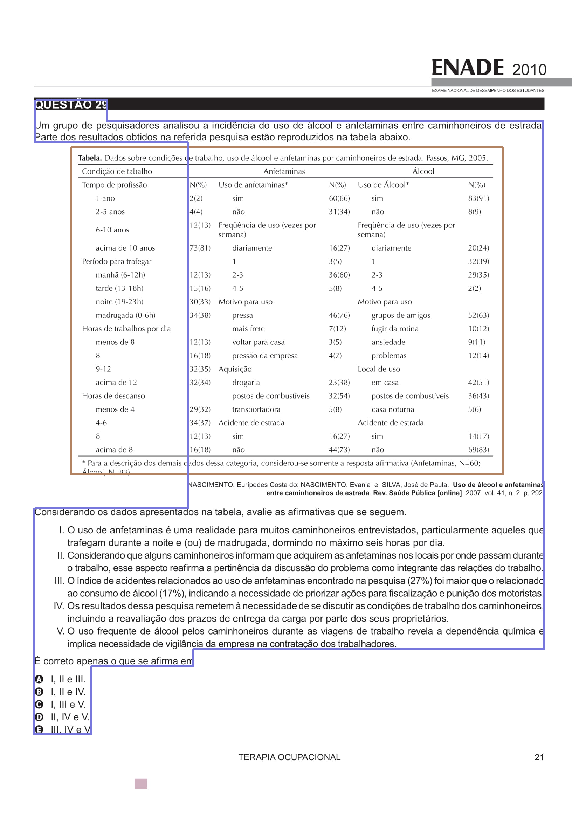 ENADE 2010
EXAME NACIONAL DE DESEMPENHO DOS ESTUDANTES
QUESTÃO 29
Um grupo de pesquisadores analisou a incidência do uso de álcool e anfetaminas entre caminhoneiros de estrada.
Parte dos resultados obtidos na referida pesquisa estão reproduzidos na tabela abaixo.
Tabela. Dados sobre condições de trabalho, uso de álcool e anfetaminas por caminhoneiros de estrada. Passos, MG, 2005.
Condição de trabalho Anfetaminas Álcool
Tempo de profissão N(%) Uso de anfetaminas* N(%) Uso de Álcool* N(%)
1 ano 2(2) sim 60(66) sim 83(91)
2-5 anos 4(4) não 31(34) não 8(9)
6-10 anos 12(13) Freqüência de uso (vezes por semana) Freqüência de uso (vezes por semana)
acima de 10 anos 73(81) diariamente 16(27) diariamente 20(24)
Período para trafegar 1 3(5) 1 32(39)
manhã (6-12h) 12(13) 2-3 36(60) 2-3 29(35)
tarde (13-18h) 15(16) 4-5 5(8) 4-5 2(2)
noite (19-23h) 30(33) Motivo para uso Motivo para uso
madrugada (0-6h) 34(38) pressa 46(76) grupos de amigos 52(63)
Horas de trabalhos por dia mais frete 7(12) fugir da rotina 10(12)
menos de 8 12(13) voltar para casa 3(5) ansiedade 9(11)
8 16(18) pressão da empresa 4(7) problemas 12(14)
9-12 32(35) Aquisição Local de uso
acima de 12 32(34) drogaria 23(38) em casa 42(51)
Horas de descanso postos de combustíveis 32(54) postos de combustíveis 36(43)
menos de 4 29(32) transportadora 5(8) casa noturna 5(6)
4-6 34(37) Acidente de estrada Acidente de estrada
8 12(13) sim 16(27) sim 14(17)
acima de 8 16(18) não 44(73) não 69(83)
* Para a descrição dos demais dados dessa categoria, considerou-se somente a resposta afirmativa (Anfetaminas, N=60;
Álcool, N=83)
NASCIMENTO, Eurípedes Costa do; NASCIMENTO, Evania e SILVA, José de Paula. Uso de álcool e anfetaminas
entre caminhoneiros de estrada. Rev. Saúde Pública [online]. 2007, vol. 41, n. 2, p. 292.
Considerando os dados apresentados na tabela, avalie as afirmativas que se seguem.
I. O uso de anfetaminas é uma realidade para muitos caminhoneiros entrevistados, particularmente aqueles que
trafegam durante a noite e (ou) de madrugada, dormindo no máximo seis horas por dia.
II. Considerando que alguns caminhoneiros informam que adquirem as anfetaminas nos locais por onde passam durante
o trabalho, esse aspecto reafirma a pertinência da discussão do problema como integrante das relações do trabalho.
III. O índice de acidentes relacionados ao uso de anfetaminas encontrado na pesquisa (27%) foi maior que o relacionado
ao consumo de álcool (17%), indicando a necessidade de priorizar ações para fiscalização e punição dos motoristas.
IV. Os resultados dessa pesquisa remetem à necessidade de se discutir as condições de trabalho dos caminhoneiros,
incluindo a reavaliação dos prazos de entrega da carga por parte dos seus proprietários.
V. O uso frequente de álcool pelos caminhoneiros durante as viagens de trabalho revela a dependência química e
implica necessidade de vigilância da empresa na contratação dos trabalhadores.
É correto apenas o que se afirma em
A I, II e III.
B I, II e IV.
C I, III e V.
D II, IV e V.
E III, IV e V.
TERAPIA OCUPACIONAL 21